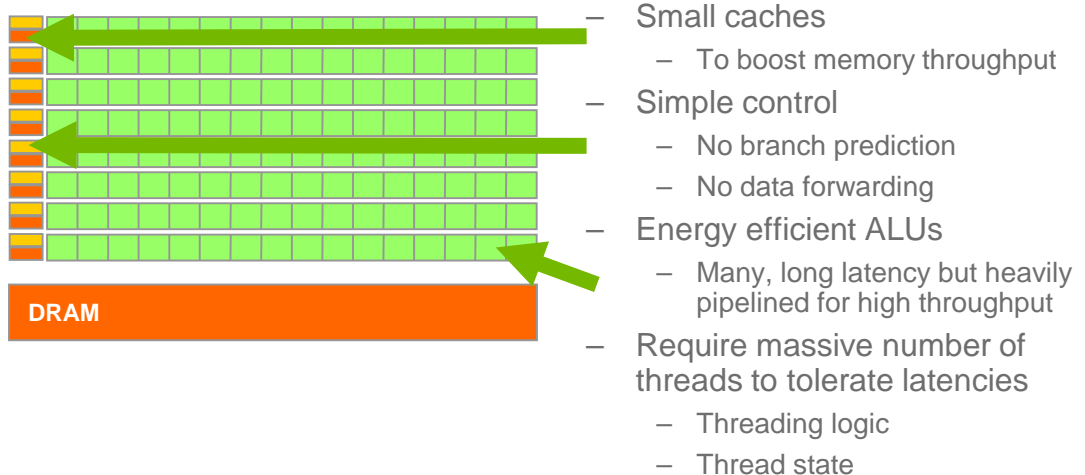 – Small caches
– To boost memory throughput
– Simple control
– No branch prediction
– No data forwarding
– Energy efficient ALUs
– Many, long latency but heavily
pipelined for high throughput
– Require massive number of
threads to tolerate latencies
– Threading logic
– Thread state
DRAM